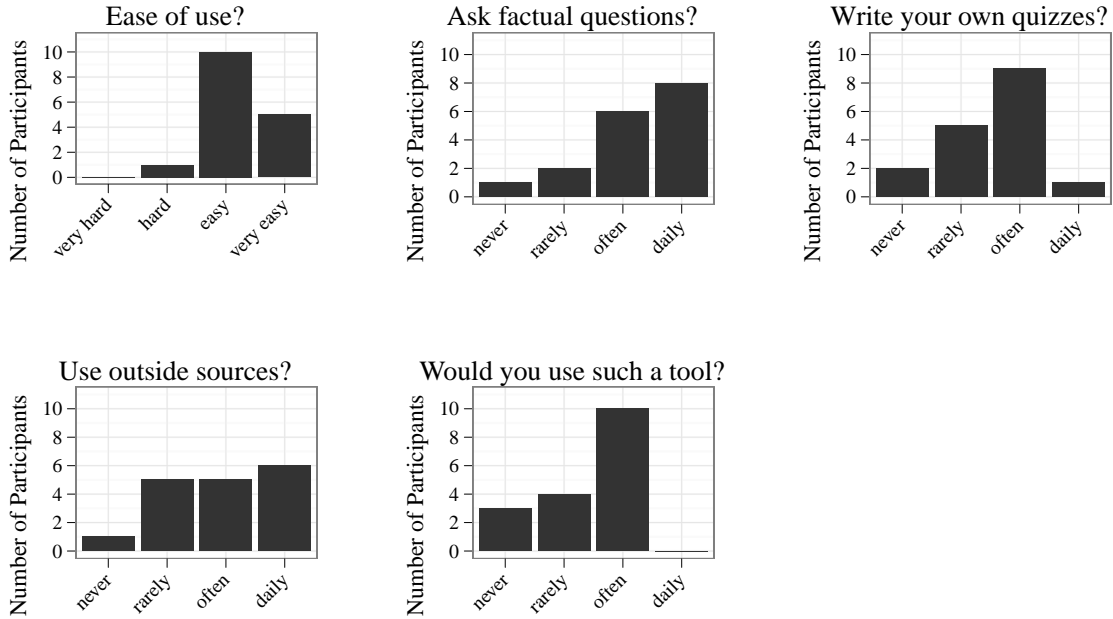 Ease of use?
Number of Participants
10
8
6
4
2
0
very hard
hard
easy
very easy
Ask factual questions?
Number of Participants
10
8
6
4
2
0
never
rarely
often
daily
Write your own quizzes?
Number of Participants
10
8
6
4
2
0
never
rarely
often
daily
Use outside sources?
Number of Participants
10
8
6
4
2
0
never
rarely
often
daily
Would you use such a tool?
Number of Participants
10
8
6
4
2
0
never
rarely
often
daily